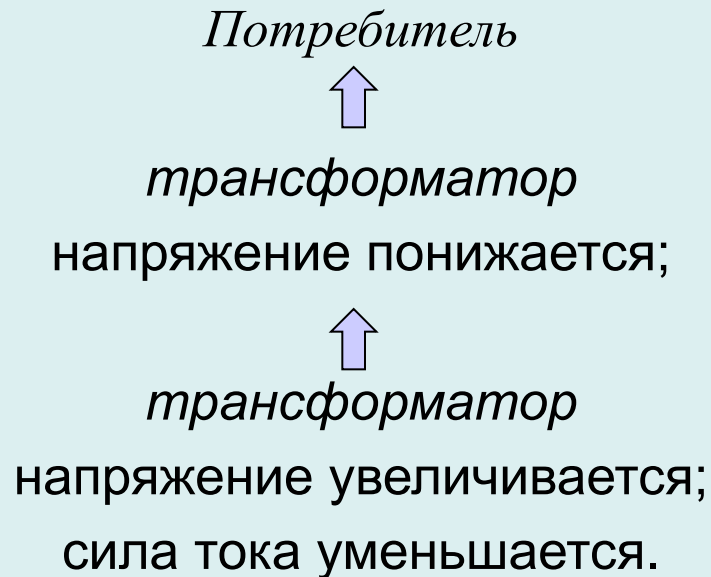 Потребитель
трансформатор
напряжение понижается;
трансформатор
напряжение увеличивается;
сила тока уменьшается.